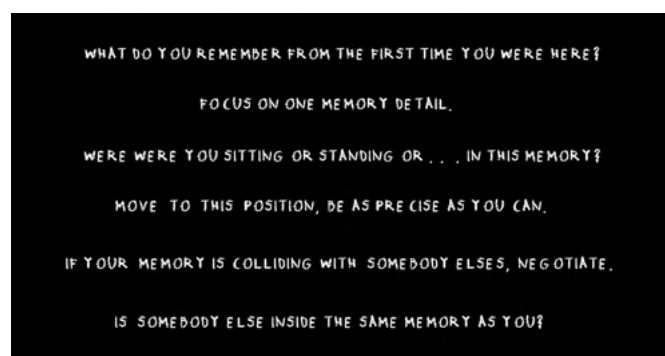 WHAT DO YOU REMEMBER FROM THE FIRST TIME YOU WERE HERE?
FOCUS ON ONE MEMORY DETAIL.
WERE WERE YOU SITTING OR STANDING OR . . . IN THIS MEMORY?
MOVE TO THIS POSITION, BE AS PRECISE AS YOU CAN.
IF YOUR MEMORY IS COLLIDING WITH SOMEBODY ELSES, NEGOTIATE.
IS SOMEBODY ELSE INSIDE THE SAME MEMORY AS YOU?